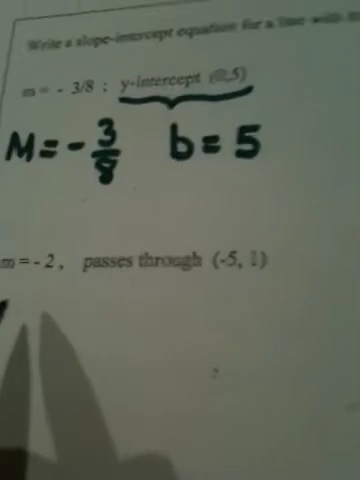 Write a slope-intercept equation for a line with
m = - 3/8 ; y-intercept (0,5)
M = - 3/8 b = 5
m = - 2 , passes through (-5, 1)